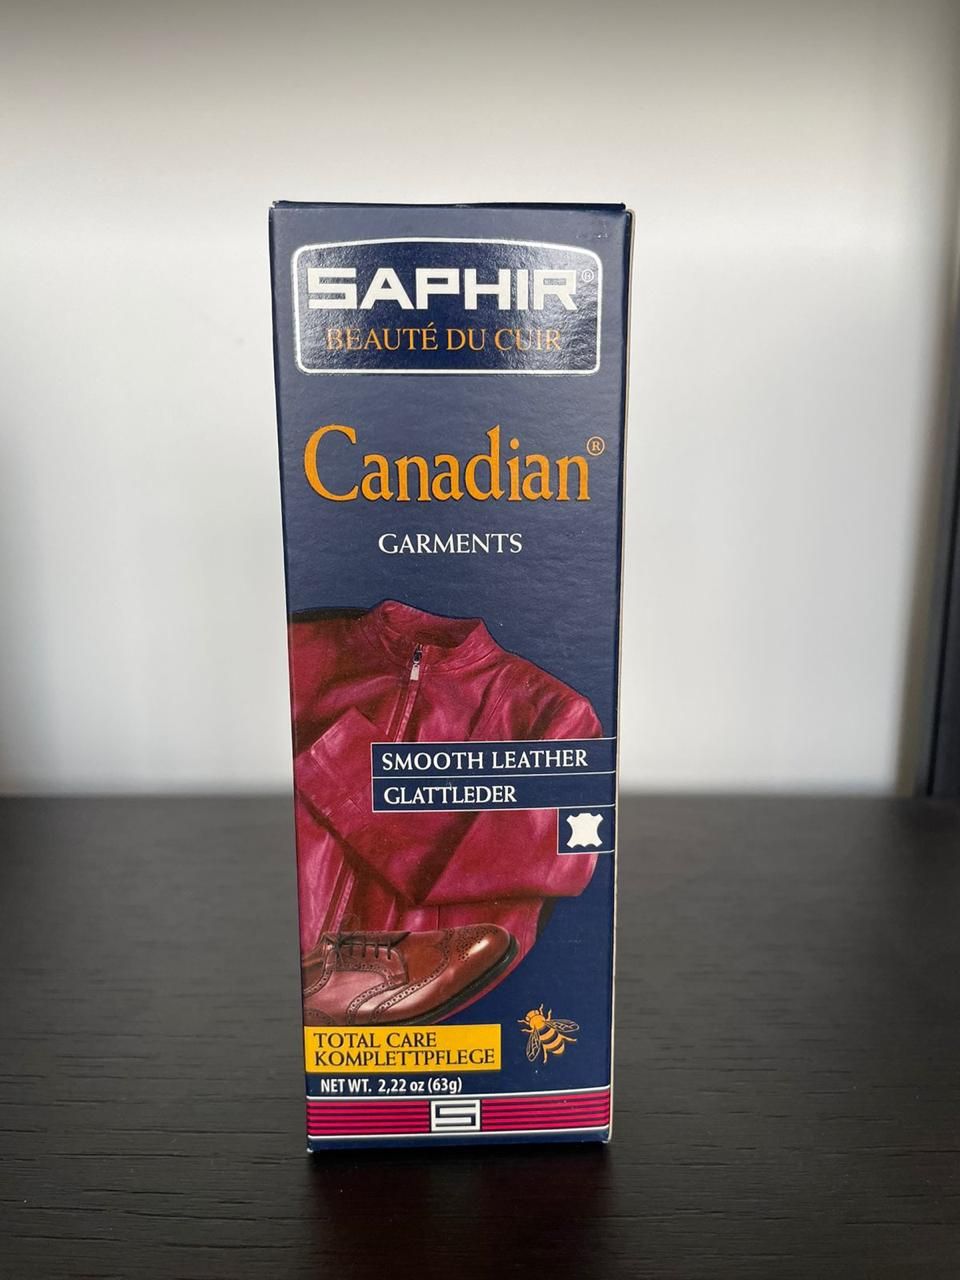 SAPHIR®
BEAUTÉ DU CUIR
Canadian®
GARMENTS
SMOOTH LEATHER
GLATTLEDER
TOTAL CARE
KOMPLETTPFLEGE
NET WT. 2,22 oz (63g)
S